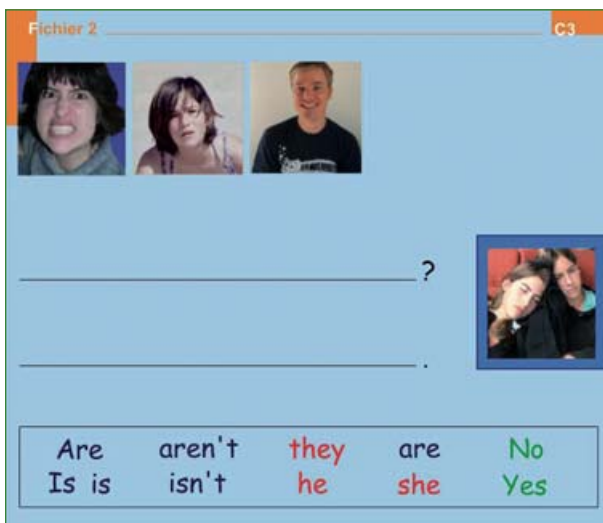 Fichier 2 C3
?
.
Are aren't they are No
Is is isn't he she Yes